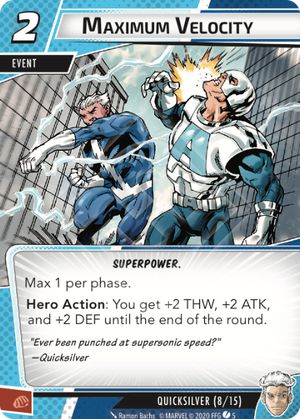 2
MAXIMUM VELOCITY
EVENT
A
SUPERPOWER.
Max 1 per phase.
Hero Action: You get +2 THW, +2 ATK,
and +2 DEF until the end of the round.
"Ever been punched at supersonic speed?"
—Quicksilver
QUICKSILVER (8/15)
Ramon Bachs © MARVEL © 2020 FFG